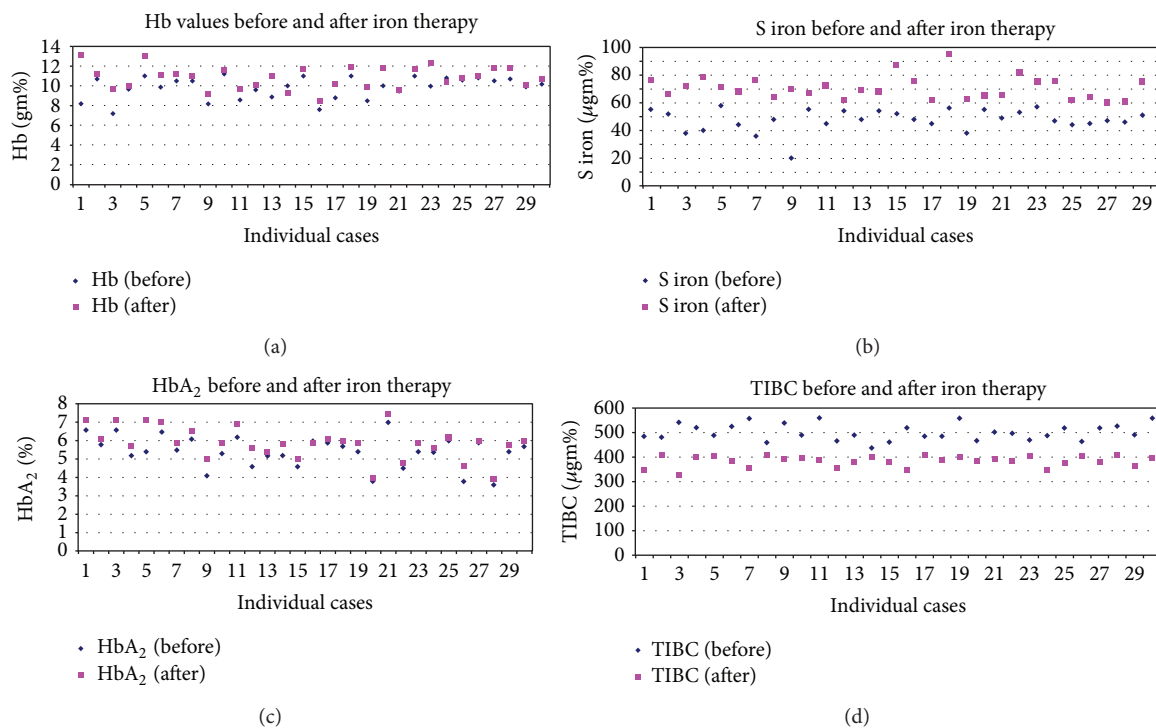 Hb values before and after iron therapy
14
12
10
8
6
4
2
0
Hb (gm%)
1 3 5 7 9 11 13 15 17 19 21 23 25 27 29
Individual cases
Hb (before)
Hb (after)
(a)
S iron before and after iron therapy
100
80
60
40
20
0
S iron (µgm%)
1 3 5 7 9 11 13 15 17 19 21 23 25 27 29
Individual cases
S iron (before)
S iron (after)
(b)
HbA₂ before and after iron therapy
8
7
6
5
4
3
2
1
0
HbA₂ (%)
1 3 5 7 9 11 13 15 17 19 21 23 25 27 29
Individual cases
HbA₂ (before)
HbA₂ (after)
(c)
TIBC before and after iron therapy
600
500
400
300
200
100
0
TIBC (µgm%)
1 3 5 7 9 11 13 15 17 19 21 23 25 27 29
Individual cases
TIBC (before)
TIBC (after)
(d)